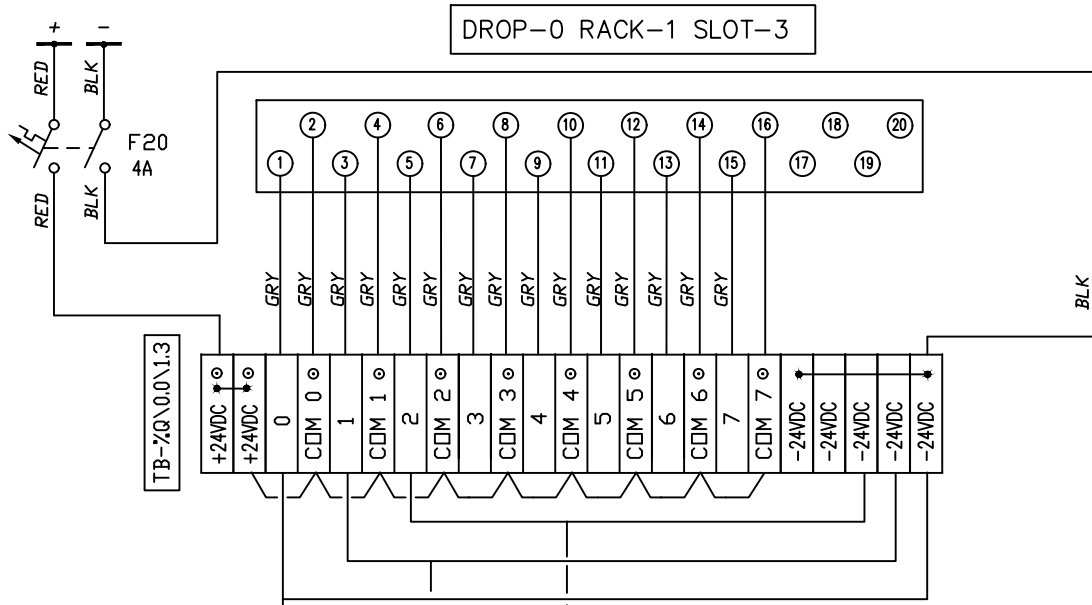 + -
DROP-0 RACK-1 SLOT-3
RED BLK
F20
4A
2 4 6 8 10 12 14 16 18 20
1 3 5 7 9 11 13 15 17 19
RED BLK
GRY GRY GRY GRY GRY GRY GRY GRY GRY GRY GRY GRY GRY GRY GRY
BLK
TB-%Q\0.0\1.3
+24VDC
+24VDC
0
COM 0
1
COM 1
2
COM 2
3
COM 3
4
COM 4
5
COM 5
6
COM 6
7
COM 7
-24VDC
-24VDC
-24VDC
-24VDC
-24VDC